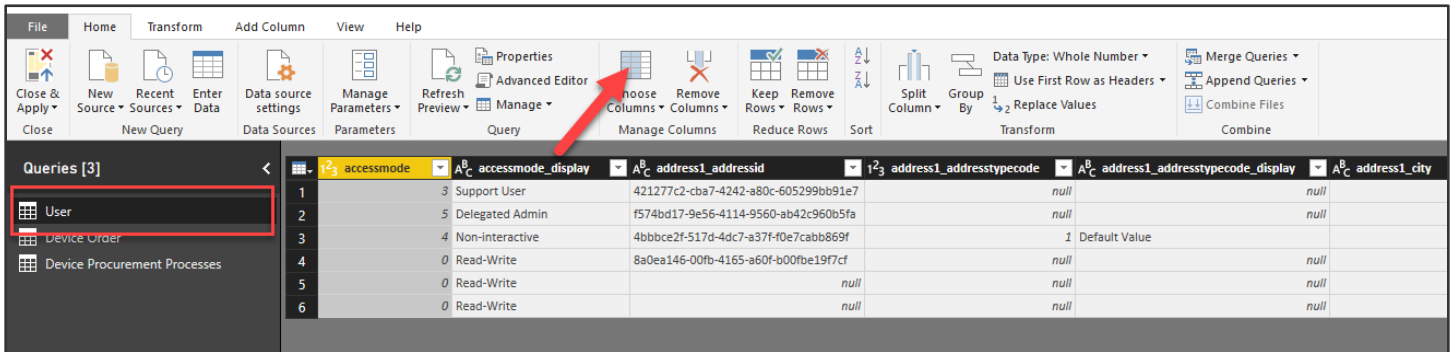 File Home Transform Add Column View Help
Close & Apply
New Source
Recent Sources
Enter Data
Data source settings
Manage Parameters
Refresh Preview
Properties
Advanced Editor
Manage
Columns
Remove Columns
Keep Rows
Remove Rows
Split Column
Group By
Data Type: Whole Number
Use First Row as Headers
Replace Values
Merge Queries
Append Queries
Combine Files
Close New Query Data Sources Parameters Query Manage Columns Reduce Rows Sort Transform Combine
Queries [3]
User
Device Order
Device Procurement Processes
accessmode accessmode_display address1_addressid address1_addresstypecode address1_addresstypecode_display address1_city
1 3 Support User 421277c2-cba7-4242-a80c-605299bb91e7 null null
2 5 Delegated Admin f574bd17-9e56-4114-9560-ab42c960b5fa null null
3 4 Non-interactive 4bbbce2f-517d-4dc7-a37f-f0e7cabb869f 1 Default Value
4 0 Read-Write 8a0ea146-00fb-4165-a60f-b00fbe19f7cf null null
5 0 Read-Write null null null
6 0 Read-Write null null null